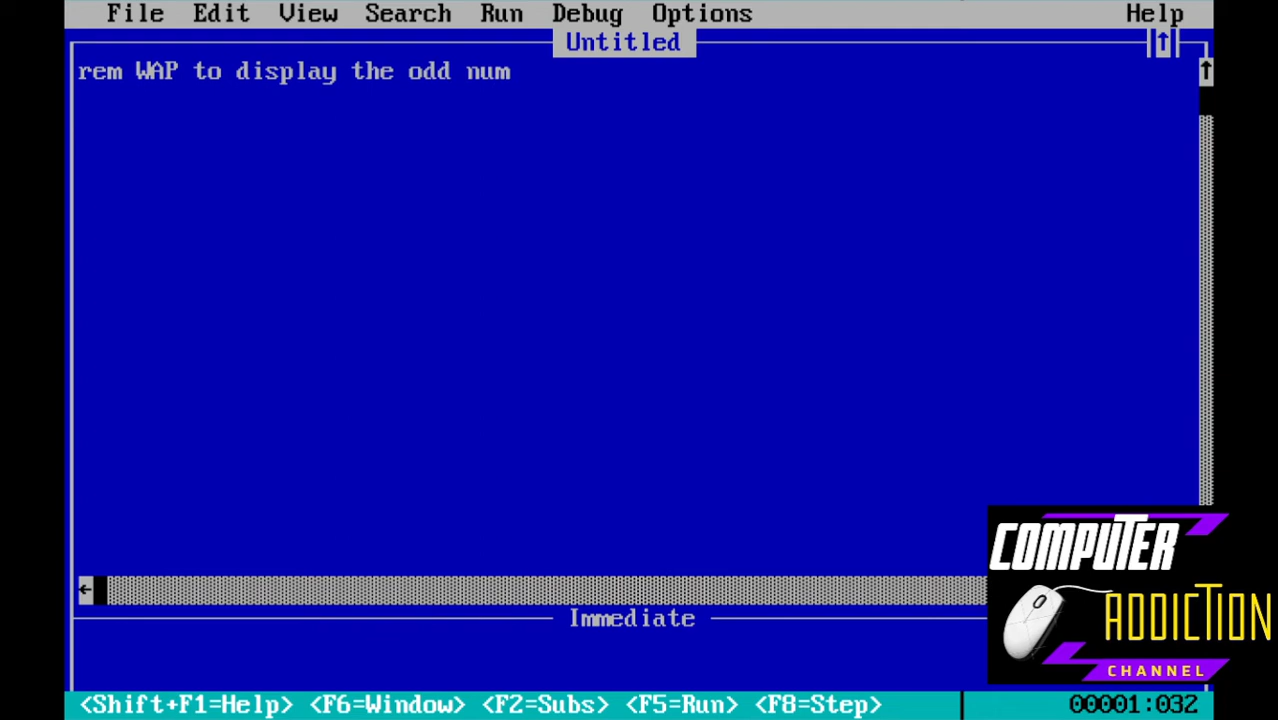 File Edit View Search Run Debug Options Help
Untitled
rem WAP to display the odd num
Immediate
COMPUTER
ADDICTION
CHANNEL
<Shift+F1=Help> <F6=Window> <F2=Subs> <F5=Run> <F8=Step> 00001:032